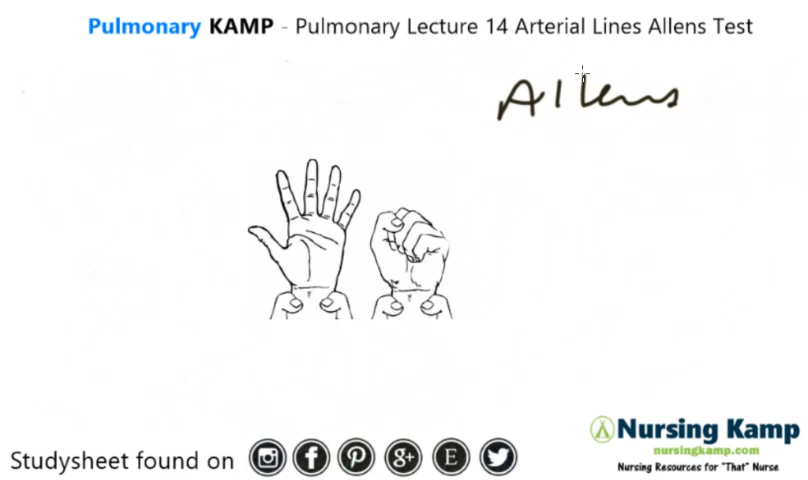 Pulmonary KAMP - Pulmonary Lecture 14 Arterial Lines Allens Test
Allens
Nursing Kamp
nursingkamp.com
Nursing Resources for "That" Nurse
Studysheet found on